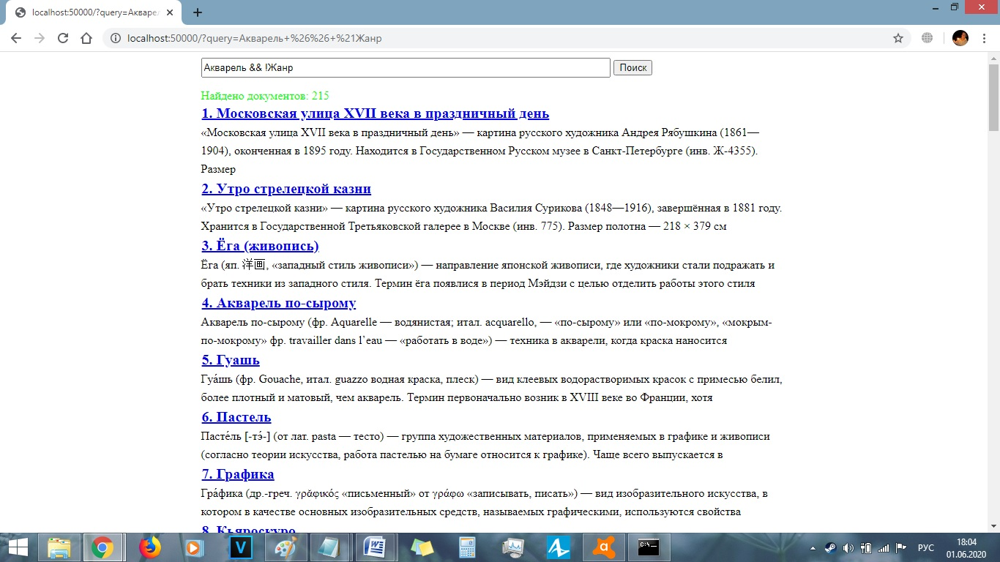 localhost:50000/?query=Акварел
localhost:50000/?query=Акварель+%26%26+%21Жанр
Акварель && !Жанр
Поиск
Найдено документов: 215
1. Московская улица XVII века в праздничный день
«Московская улица XVII века в праздничный день» — картина русского художника Андрея Рябушкина (1861—
1904), оконченная в 1895 году. Находится в Государственном Русском музее в Санкт-Петербурге (инв. Ж-4355).
Размер
2. Утро стрелецкой казни
«Утро стрелецкой казни» — картина русского художника Василия Сурикова (1848—1916), завершённая в 1881 году.
Хранится в Государственной Третьяковской галерее в Москве (инв. 775). Размер полотна — 218 × 379 см
3. Ёга (живопись)
Ёга (яп. 洋画, «западный стиль живописи») — направление японской живописи, где художники стали подражать и
брать техники из западного стиля. Термин ёга появлися в период Мэйдзи с целью отделить работы этого стиля
4. Акварель по-сырому
Акварель по-сырому (фр. Aquarelle — водянистая; итал. acquarello, — «по-сырому» или «по-мокрому», «мокрым-
по-мокрому» фр. travailler dans l’eau — «работать в воде») — техника в акварели, когда краска наносится
5. Гуашь
Гуа́шь (фр. Gouache, итал. guazzo водная краска, плеск) — вид клеевых водорастворимых красок с примесью белил,
более плотный и матовый, чем акварель. Термин первоначально возник в XVIII веке во Франции, хотя
6. Пастель
Пасте́ль [-тэ́-] (от лат. pasta — тесто) — группа художественных материалов, применяемых в графике и живописи
(согласно теории искусства, работа пастелью на бумаге относится к графике). Чаще всего выпускается в
7. Графика
Гра́фика (др.-греч. γρᾰφικός «письменный» от γράφω «записывать, писать») — вид изобразительного искусства, в
котором в качестве основных изобразительных средств, называемых графическими, используются свойства
8. Кьяроскуро
РУС
18:04
01.06.2020